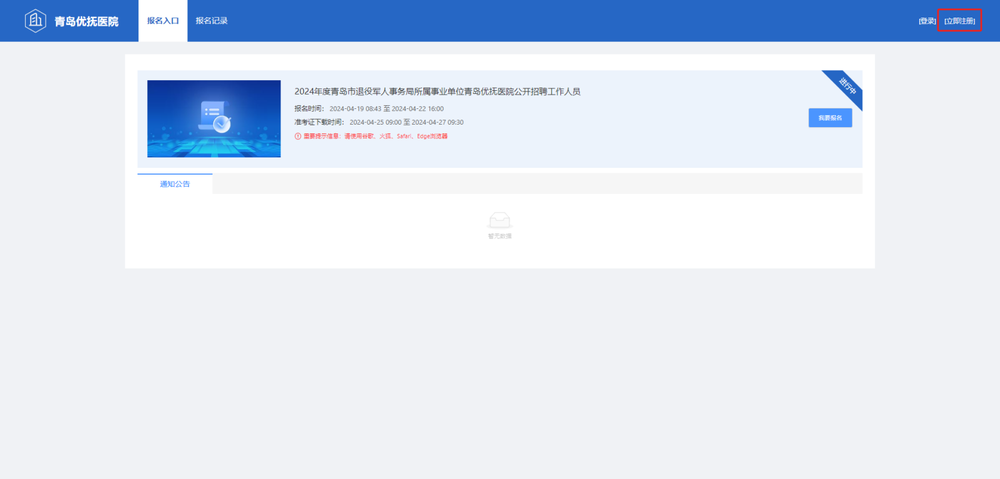 青岛优抚医院
报名入口
报名记录
[登录]
[立即注册]
进行中
2024年度青岛市退役军人事务局所属事业单位青岛优抚医院公开招聘工作人员
报名时间： 2024-04-19 08:43 至 2024-04-22 16:00
我要报名
准考证下载时间： 2024-04-25 09:00 至 2024-04-27 09:30
重要提示信息：请使用谷歌、火狐、Safari、Edge浏览器
通知公告
暂无数据